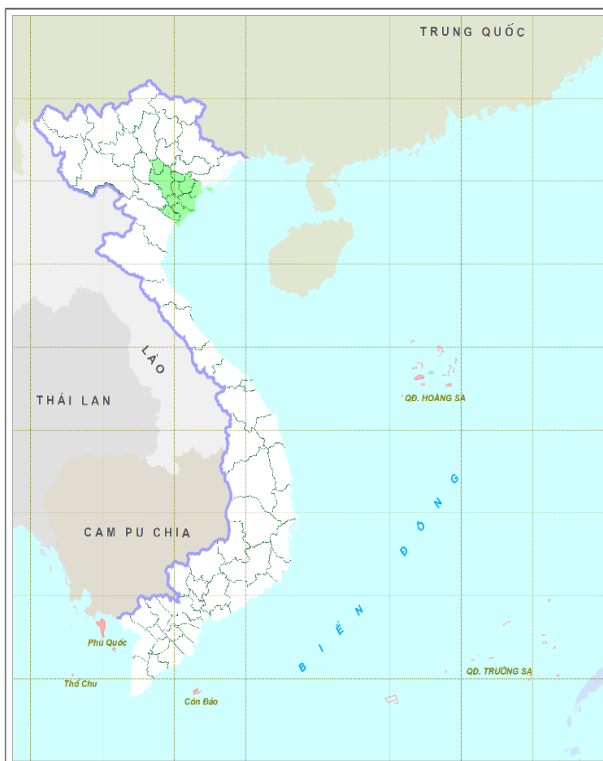 TRUNG QUỐC
LÀO
QĐ. HOÀNG SA
THÁI LAN
CAM PU CHIA
BIỂN ĐÔNG
Phú Quốc
QĐ. TRƯỜNG SA
Thổ Chu
Côn Đảo